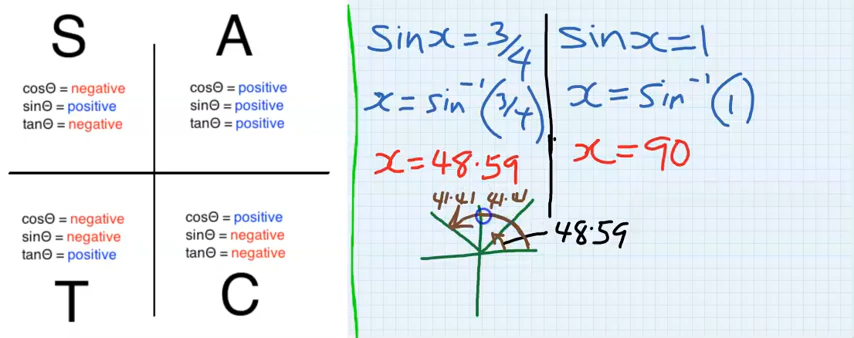 S
cosΘ = negative
sinΘ = positive
tanΘ = negative
A
cosΘ = positive
sinΘ = positive
tanΘ = positive
cosΘ = negative
sinΘ = negative
tanΘ = positive
T
cosΘ = positive
sinΘ = negative
tanΘ = negative
C
sinx = 3/4
x = sin⁻¹(3/4)
x = 48.59
41.41 41.41
48.59
sinx = 1
x = sin⁻¹(1)
x = 90